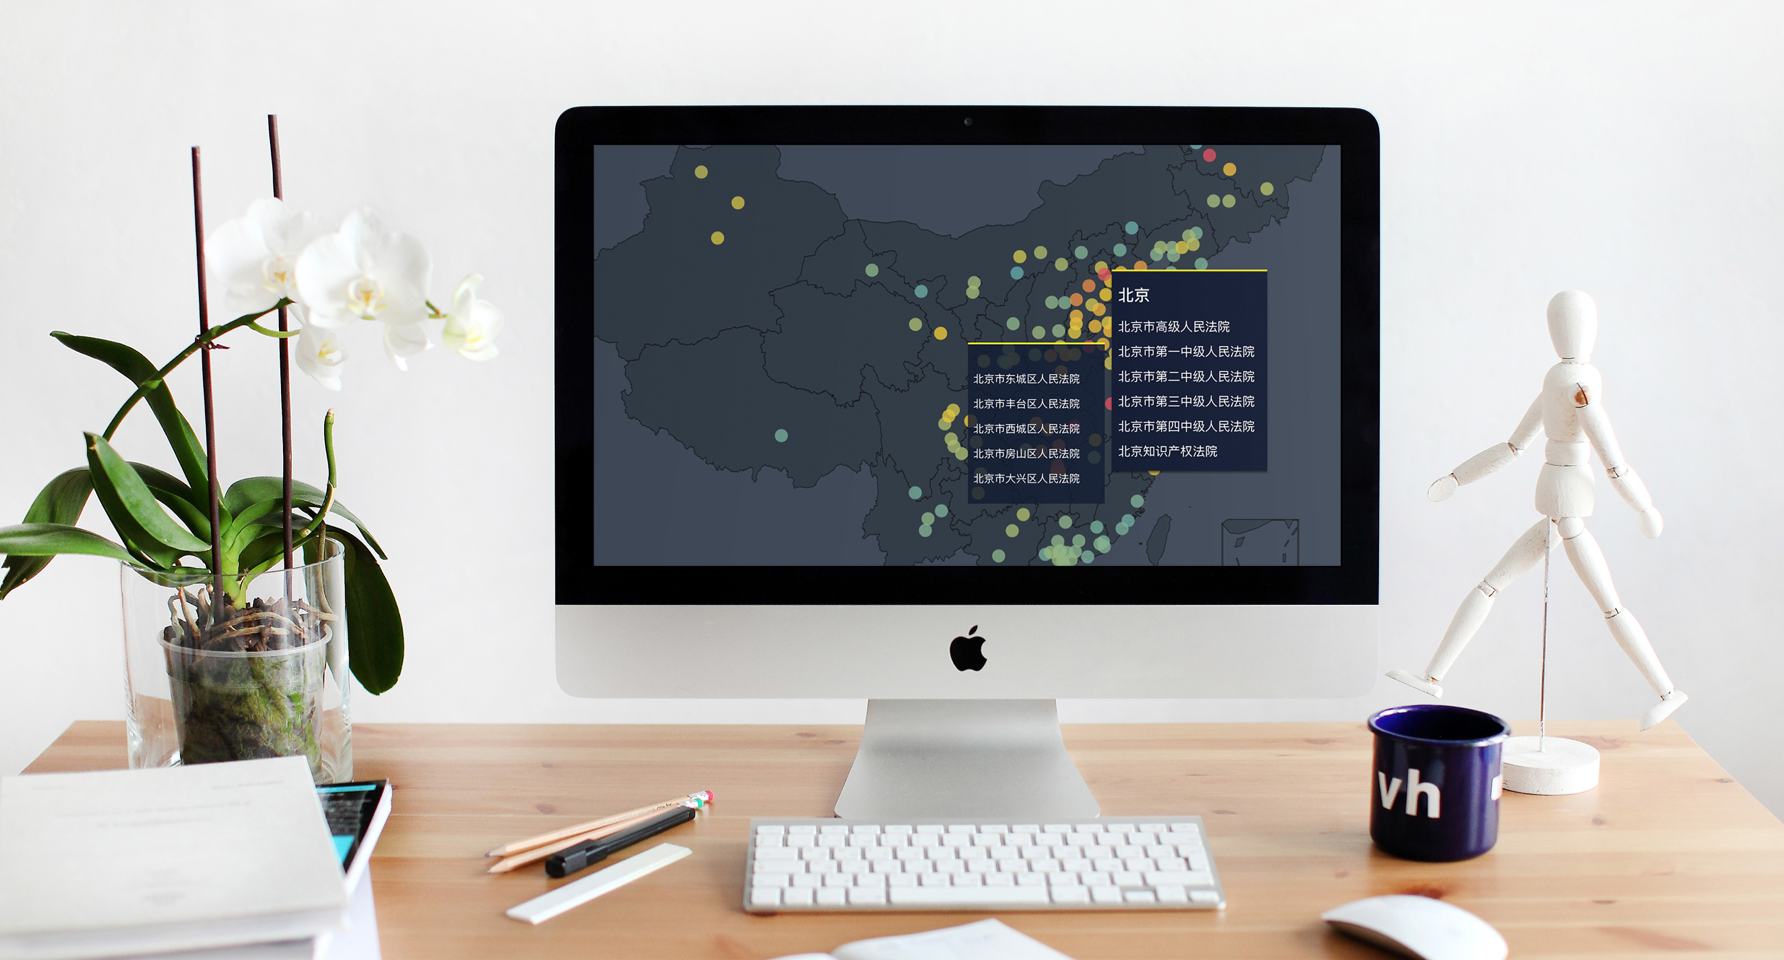 北京
北京市高级人民法院
北京市第一中级人民法院
北京市第二中级人民法院
北京市第三中级人民法院
北京市第四中级人民法院
北京知识产权法院
北京市东城区人民法院
北京市丰台区人民法院
北京市西城区人民法院
北京市房山区人民法院
北京市大兴区人民法院
vh